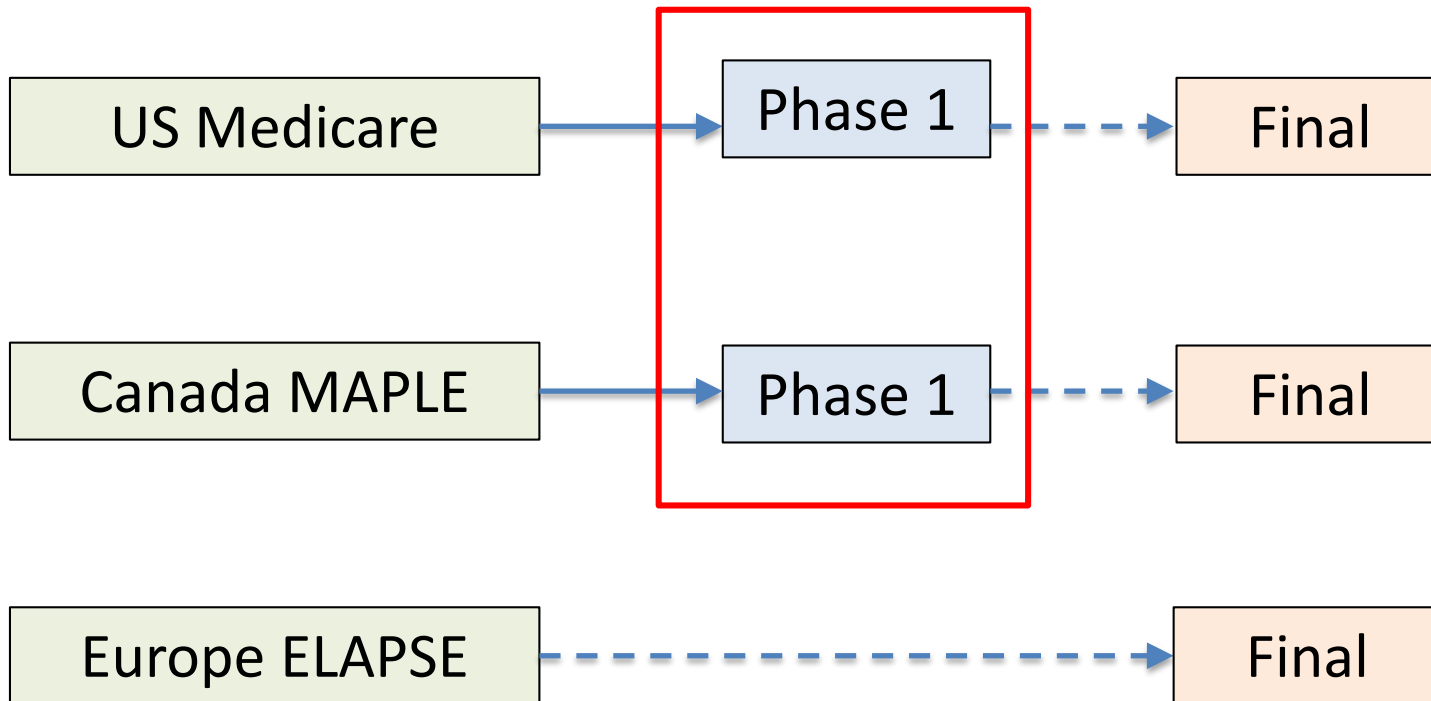 US Medicare
Phase 1
Final
Canada MAPLE
Phase 1
Final
Europe ELAPSE
Final